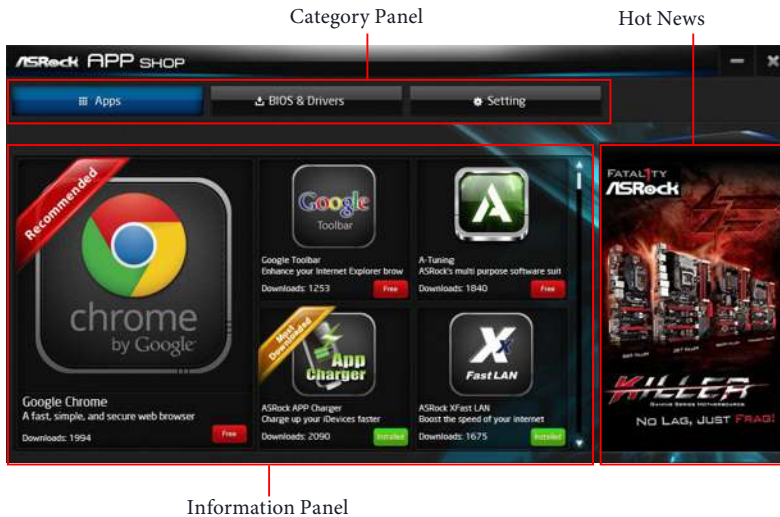 Category Panel
Hot News
ASRock APP SHOP
Apps
BIOS & Drivers
Setting
Recommended
chrome
by Google
Google Chrome
A fast, simple, and secure web browser
Downloads: 1994
Free
Google
Toolbar
Google Toolbar
Enhance your Internet Explorer brow
Downloads: 1253
Free
A-Tuning
ASRock's multi purpose software suit
Downloads: 1840
Free
Most
Downloaded
App
Charger
ASRock APP Charger
Charge up your iDevices faster
Downloads: 2090
Installed
Fast LAN
ASRock XFast LAN
Boost the speed of your internet
Downloads: 1675
Installed
FATAL1TY
ASRock
KILLER
GAMING SERIES MOTHERBOARDS
NO LAG, JUST FRAG!
Information Panel